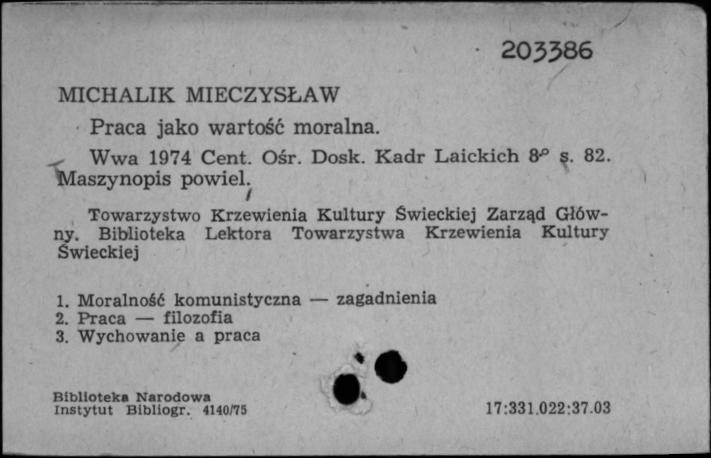 203386
MICHALIK MIECZYSŁAW
Praca jako wartość moralna.
Wwa 1974 Cent. Ośr. Dosk. Kadr Laickich 8° s. 82.
Maszynopis powiel.
Towarzystwo Krzewienia Kultury Świeckiej Zarząd Głów-
ny. Biblioteka Lektora Towarzystwa Krzewienia Kultury
Świeckiej
1. Moralność komunistyczna — zagadnienia
2. Praca — filozofia
3. Wychowanie a praca
Biblioteka Narodowa
Instytut Bibliogr. 4140/75
17:331.022:37.03